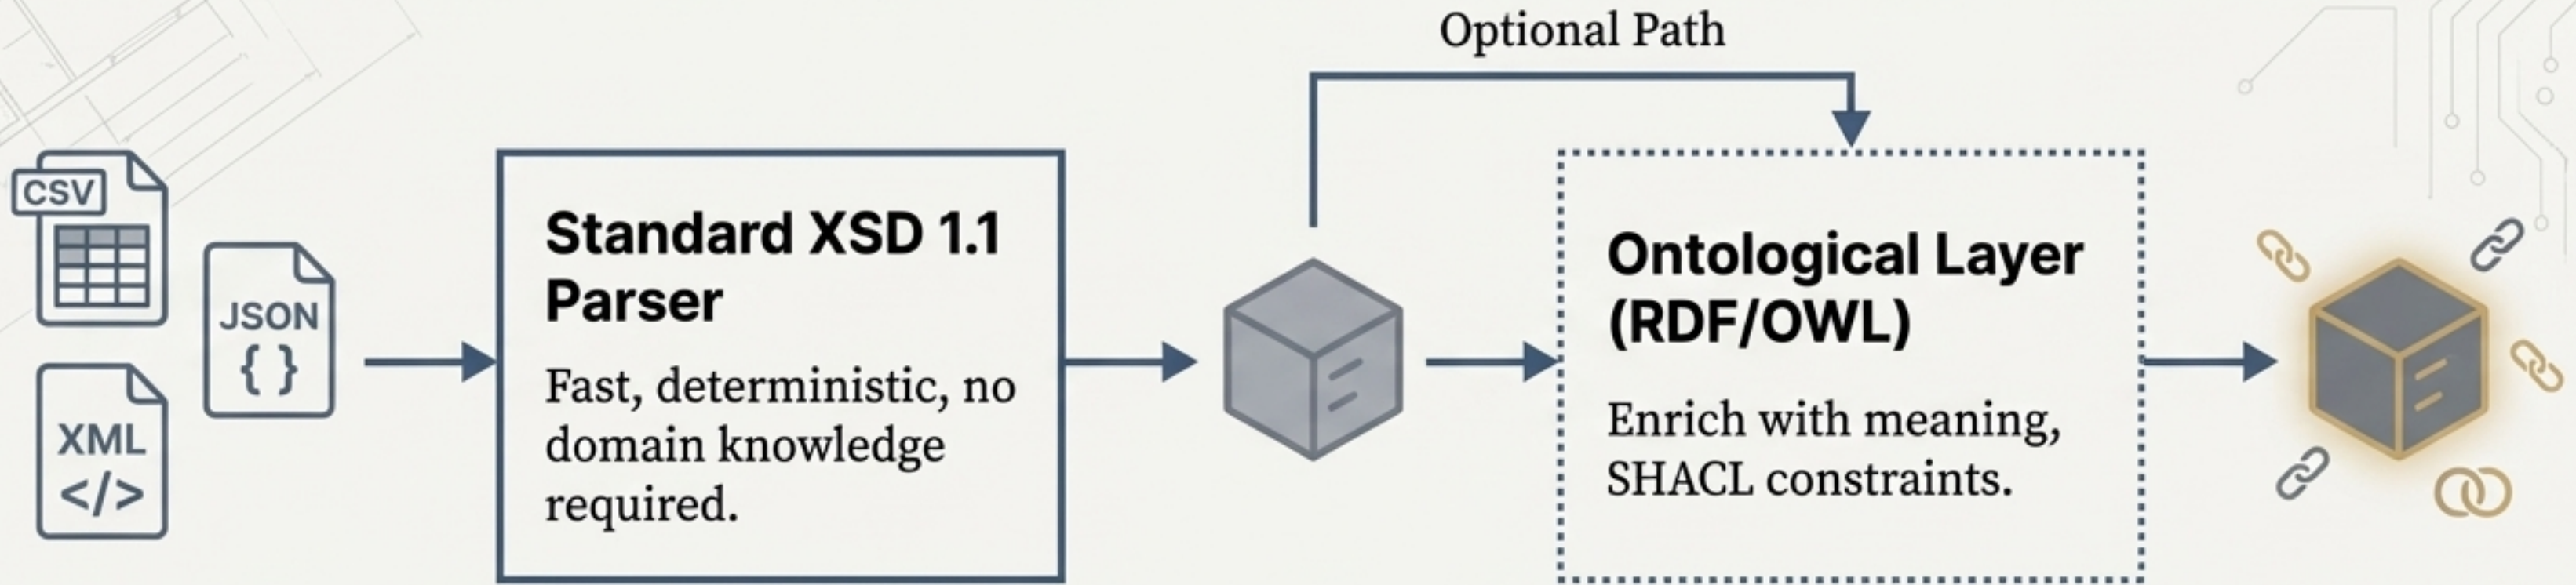 CSV
JSON
{ }
XML
</>
Standard XSD 1.1
Parser
Fast, deterministic, no
domain knowledge
required.
Optional Path
Ontological Layer
(RDF/OWL)
Enrich with meaning,
SHACL constraints.